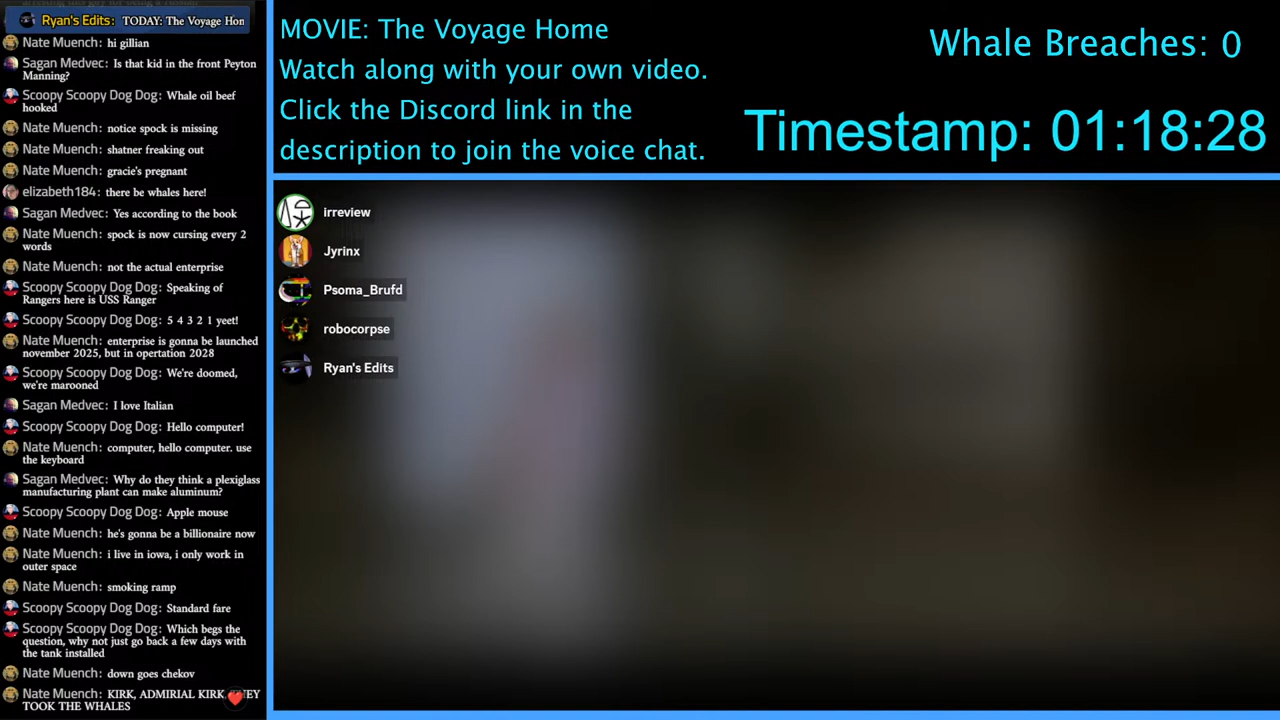 Ryan's Edits: TODAY: The Voyage Hon
Nate Muench: hi gillian
Sagan Medvec: Is that kid in the front Peyton
Manning?
Scoopy Scoopy Dog Dog: Whale oil beef
hooked
Nate Muench: notice spock is missing
Nate Muench: shatner freaking out
Nate Muench: gracie's pregnant
elizabeth184: there be whales here!
Sagan Medvec: Yes according to the book
Nate Muench: spock is now cursing every 2
words
Nate Muench: not the actual enterprise
Scoopy Scoopy Dog Dog: Speaking of
Rangers here is USS Ranger
Scoopy Scoopy Dog Dog: 5 4 3 2 1 yeet!
Nate Muench: enterprise is gonna be launched
november 2025, but in opertation 2028
Scoopy Scoopy Dog Dog: We're doomed,
we're marooned
Sagan Medvec: I love Italian
Scoopy Scoopy Dog Dog: Hello computer!
Nate Muench: computer, hello computer. use
the keyboard
Sagan Medvec: Why do they think a plexiglass
manufacturing plant can make aluminum?
Scoopy Scoopy Dog Dog: Apple mouse
Nate Muench: he's gonna be a billionaire now
Nate Muench: i live in iowa, i only work in
outer space
Nate Muench: smoking ramp
Scoopy Scoopy Dog Dog: Standard fare
Scoopy Scoopy Dog Dog: Which begs the
question, why not just go back a few days with
the tank installed
Nate Muench: down goes chekov
Nate Muench: KIRK, ADMIRIAL KIRK
TOOK THE WHALES
MOVIE: The Voyage Home
Watch along with your own video.
Click the Discord link in the
description to join the voice chat.
Whale Breaches: 0
Timestamp: 01:18:28
irreview
Jyrinx
Psoma_Brufd
robocorpse
Ryan's Edits